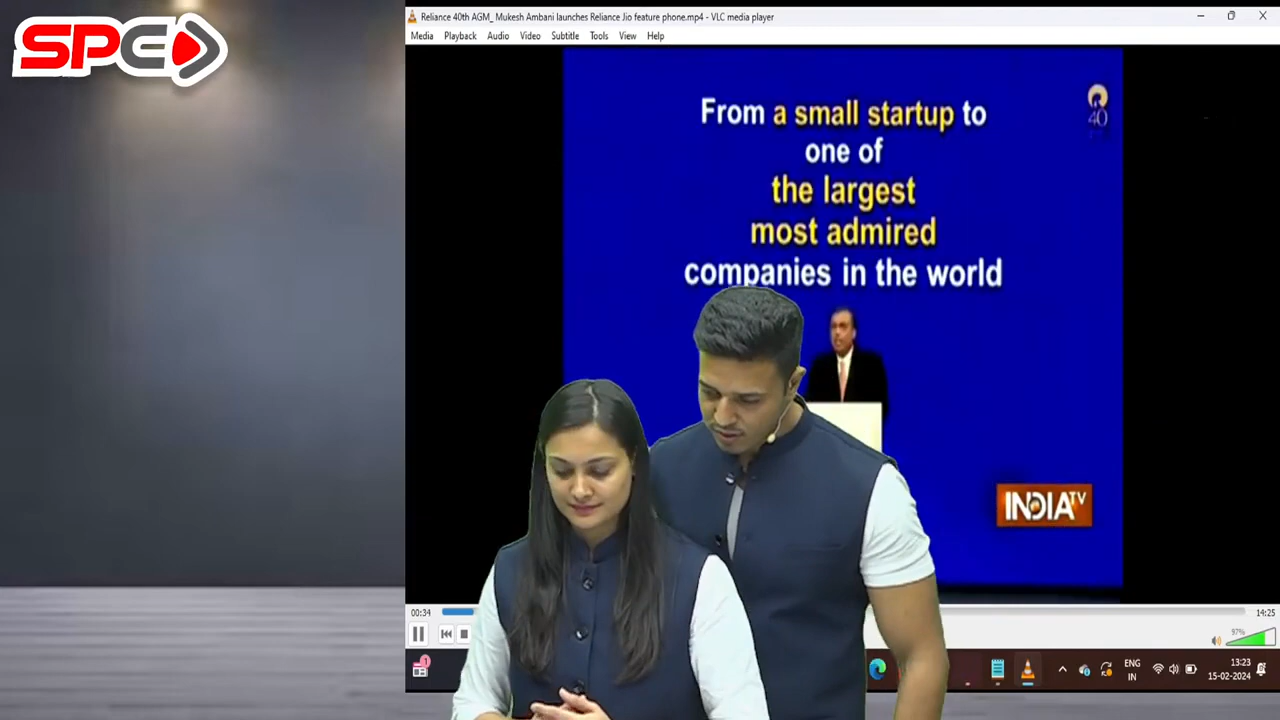 SPED
Reliance 40th AGM_ Mukesh Ambani launches Reliance Jio feature phone.mp4 - VLC media player
Media Playback Audio Video Subtitle Tools View Help
40
From a small startup to
one of
the largest
most admired
companies in the world
INDIA TV
00:34
14:25
97%
1
ENG
IN
13:23
15-02-2024